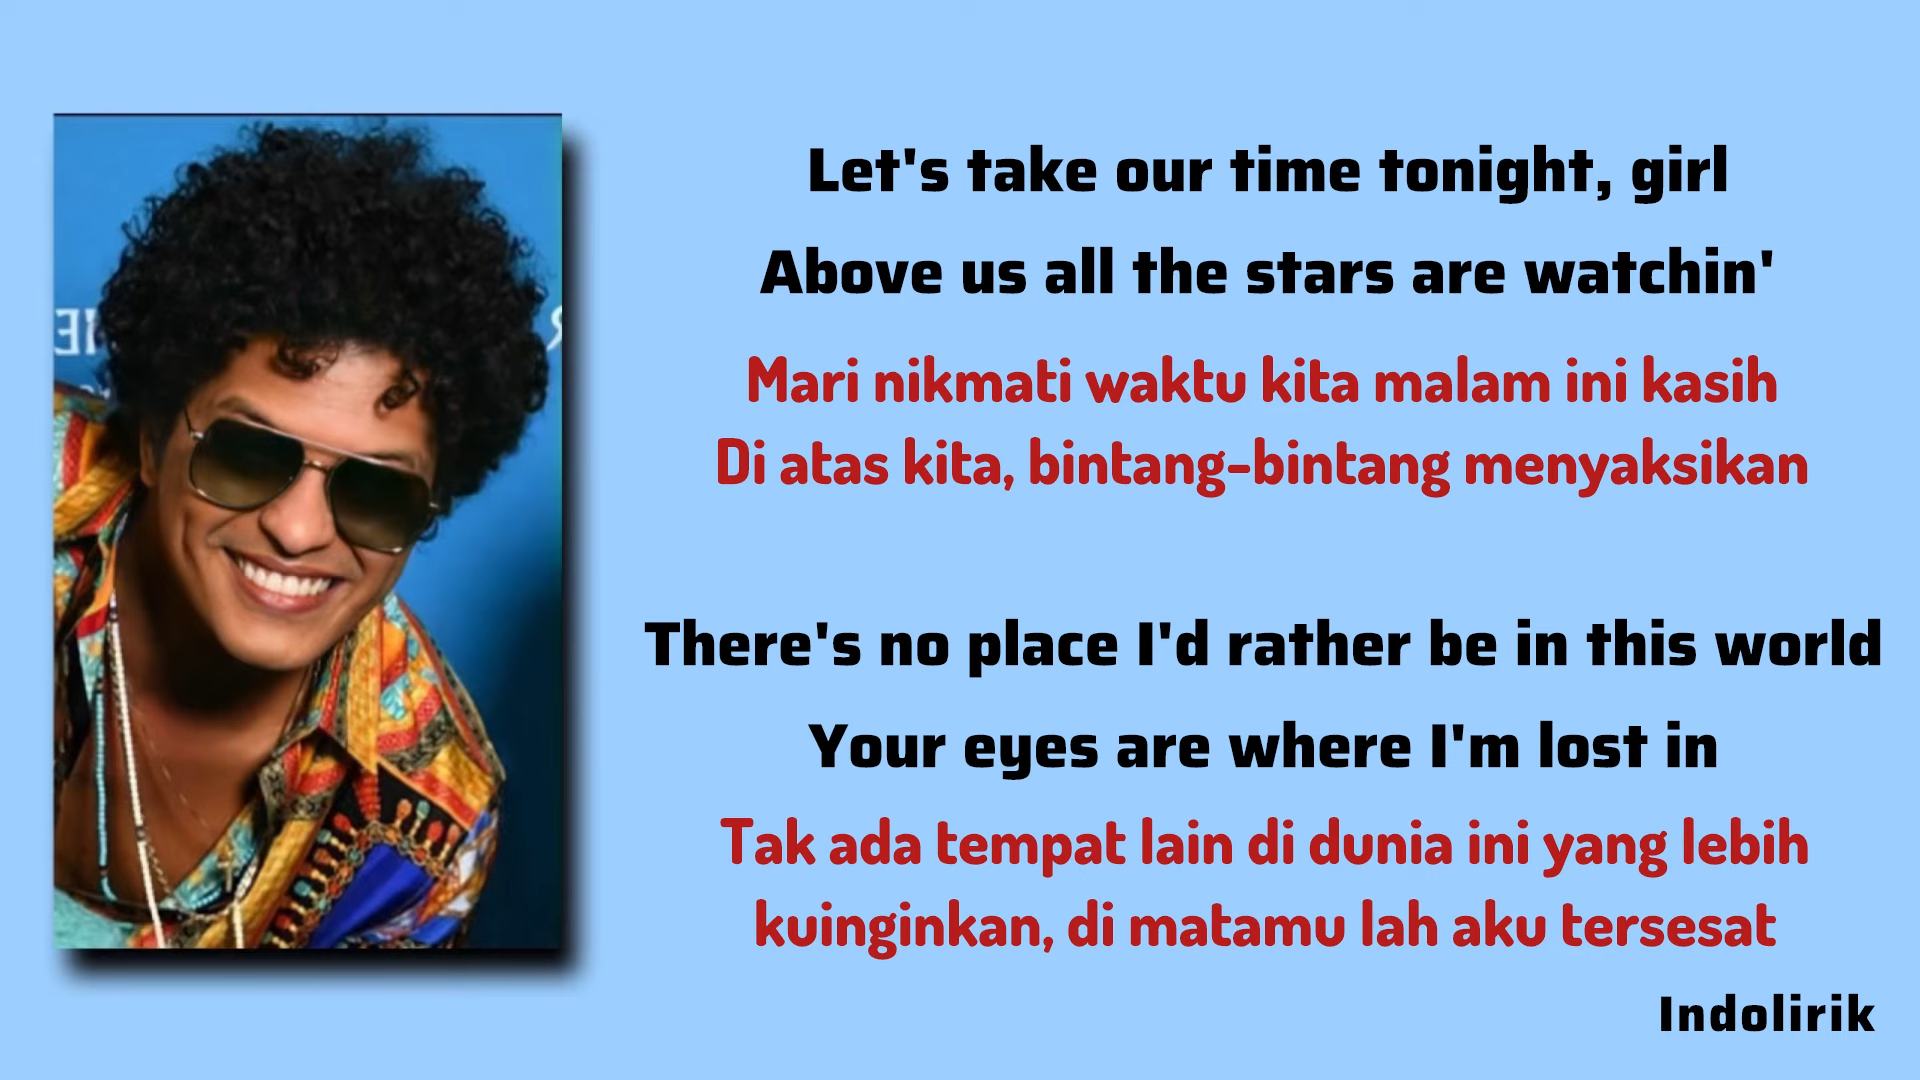 Let's take our time tonight, girl
Above us all the stars are watchin'
Mari nikmati waktu kita malam ini kasih
Di atas kita, bintang-bintang menyaksikan
There's no place I'd rather be in this world
Your eyes are where I'm lost in
Tak ada tempat lain di dunia ini yang lebih
kuinginkan, di matamu lah aku tersesat
Indolirik